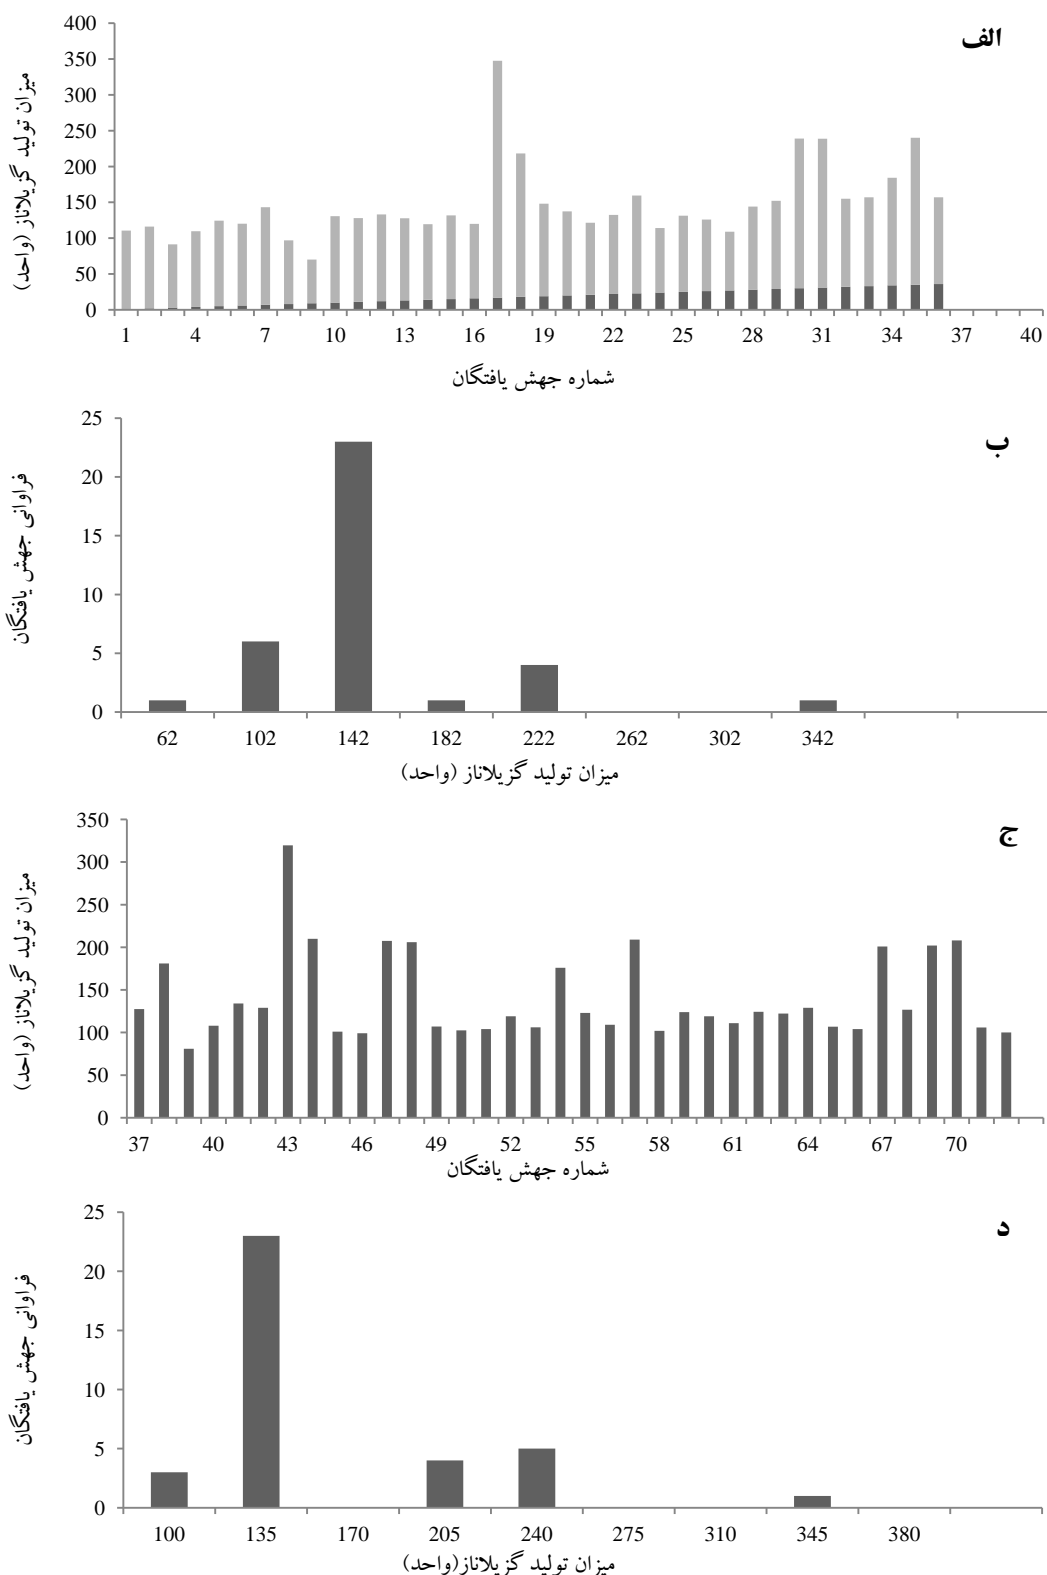 الف
میزان تولید گزیلاناز (واحد)
400
350
300
250
200
150
100
50
0
1 4 7 10 13 16 19 22 25 28 31 34 37 40
شماره جهش یافتگان
ب
فراوانی جهش یافتگان
25
20
15
10
5
0
62 102 142 182 222 262 302 342
میزان تولید گزیلاناز (واحد)
ج
میزان تولید گزیلاناز (واحد)
350
300
250
200
150
100
50
0
37 40 43 46 49 52 55 58 61 64 67 70
شماره جهش یافتگان
د
فراوانی جهش یافتگان
25
20
15
10
5
0
100 135 170 205 240 275 310 345 380
میزان تولید گزیلاناز(واحد)